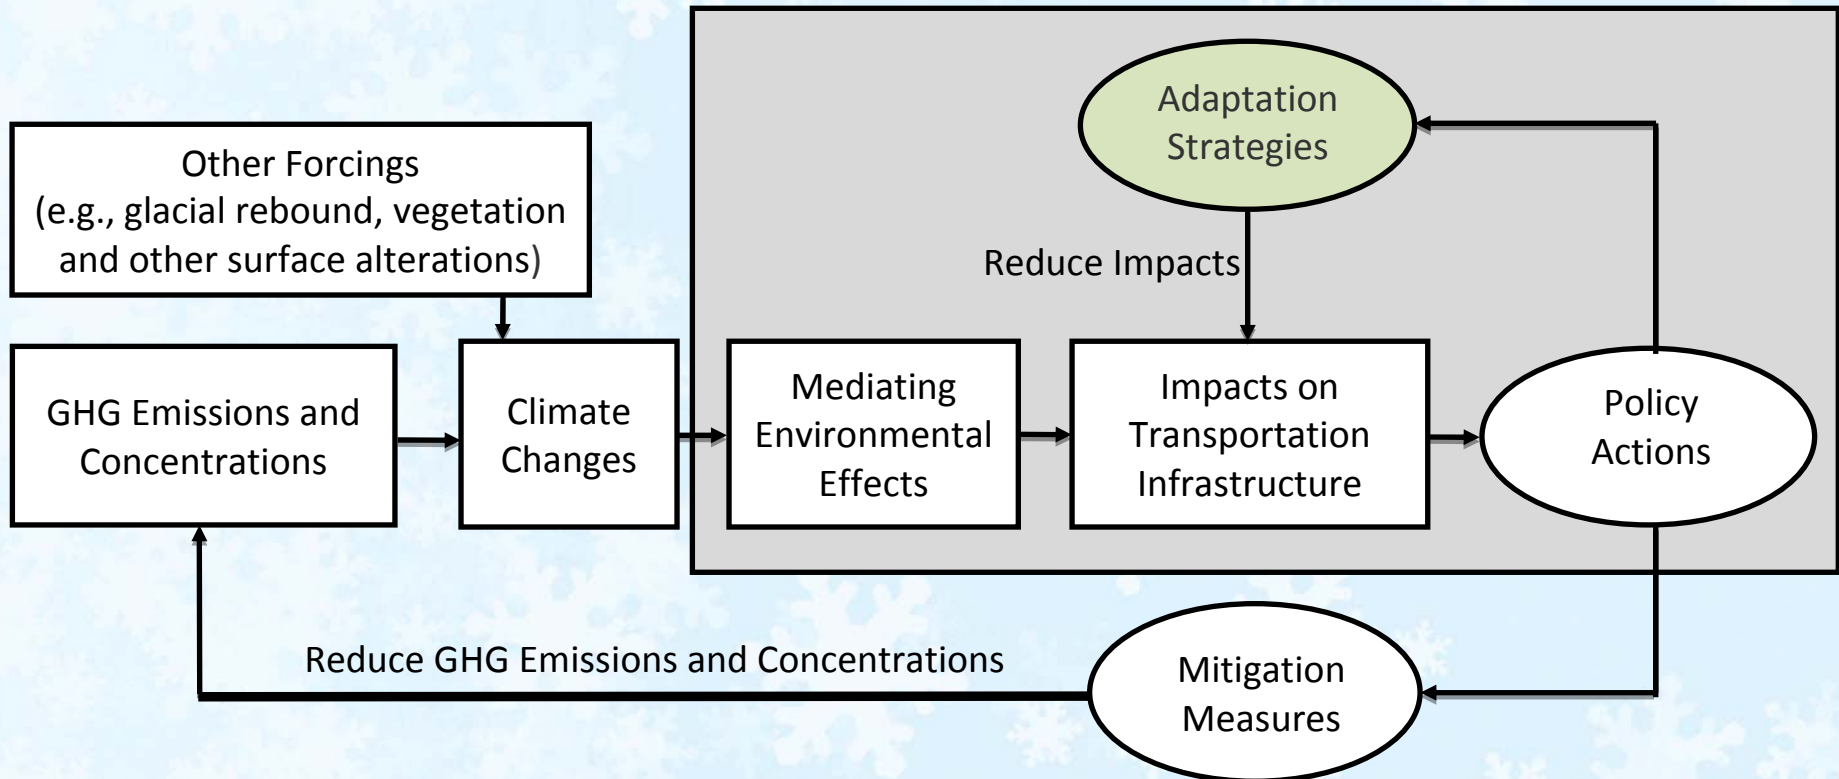 Adaptation
Strategies
Other Forcings
(e.g., glacial rebound, vegetation
and other surface alterations)
Reduce Impacts
GHG Emissions and
Concentrations
Climate
Changes
Mediating
Environmental
Effects
Impacts on
Transportation
Infrastructure
Policy
Actions
Reduce GHG Emissions and Concentrations
Mitigation
Measures